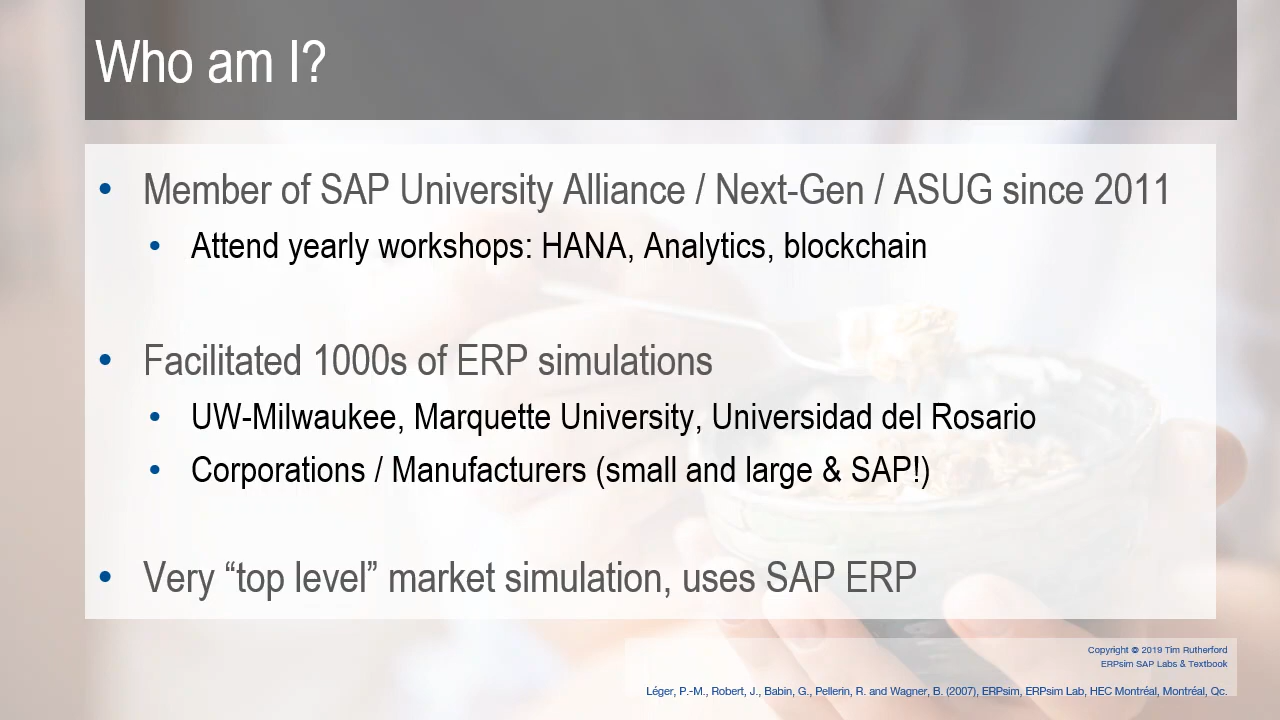 Who am I?
• Member of SAP University Alliance / Next-Gen / ASUG since 2011
• Attend yearly workshops: HANA, Analytics, blockchain
• Facilitated 1000s of ERP simulations
• UW-Milwaukee, Marquette University, Universidad del Rosario
• Corporations / Manufacturers (small and large & SAP!)
• Very “top level” market simulation, uses SAP ERP
Copyright © 2019 Tim Rutherford
ERPsim SAP Labs & Textbook
Léger, P.-M., Robert, J., Babin, G., Pellerin, R. and Wagner, B. (2007), ERPsim, ERPsim Lab, HEC Montréal, Montréal, Qc.